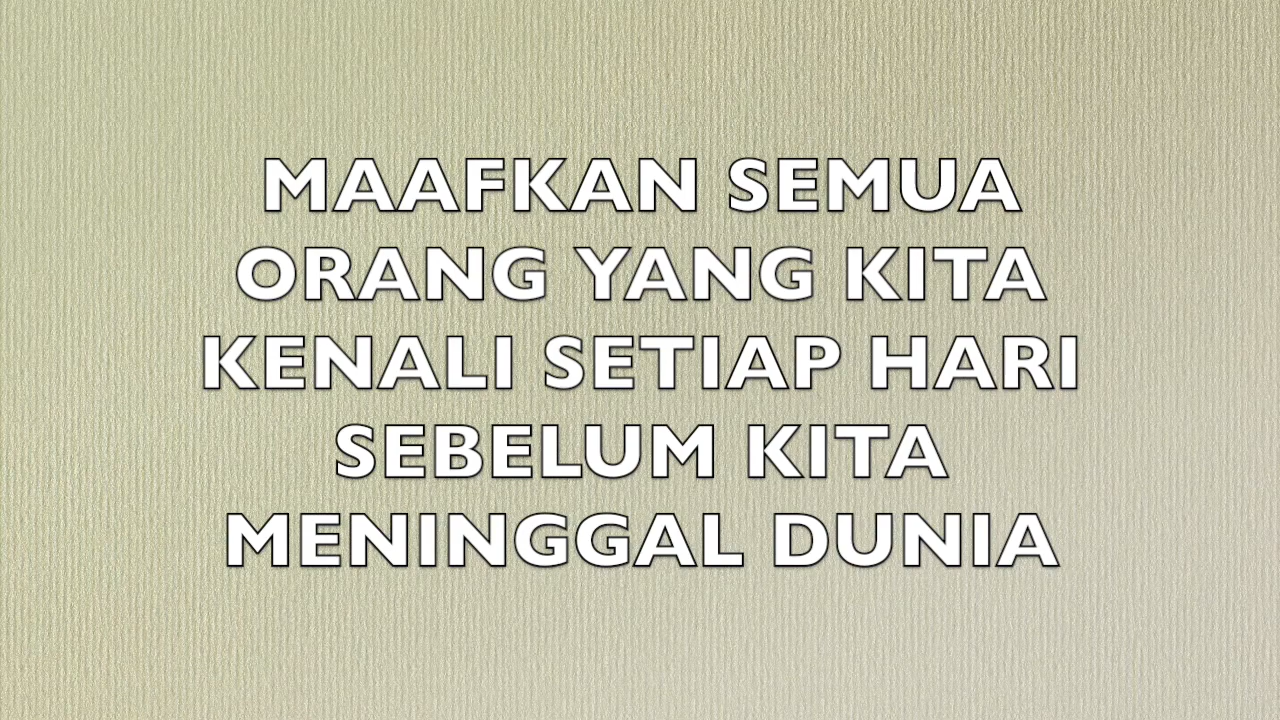 MAAFKAN SEMUA
ORANG YANG KITA
KENALI SETIAP HARI
SEBELUM KITA
MENINGGAL DUNIA